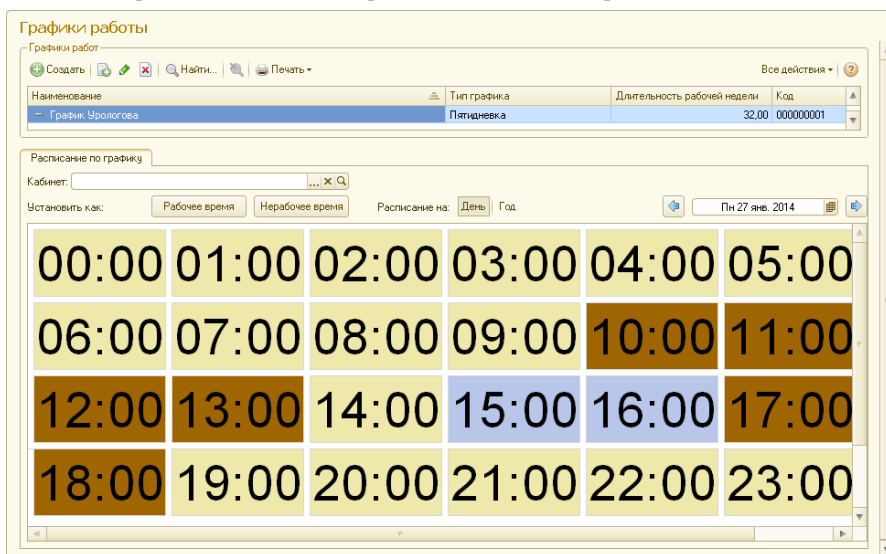 Графики работы
Графики работ
Создать Найти... Печать Все действия
Наименование Тип графика Длительность рабочей недели Код
График Урологова Пятидневка 32,00 000000001
Расписание по графику
Кабинет:
Установить как: Рабочее время Нерабочее время Расписание на: День Год Пн 27 янв. 2014
00:00 01:00 02:00 03:00 04:00 05:00
06:00 07:00 08:00 09:00 10:00 11:00
12:00 13:00 14:00 15:00 16:00 17:00
18:00 19:00 20:00 21:00 22:00 23:00